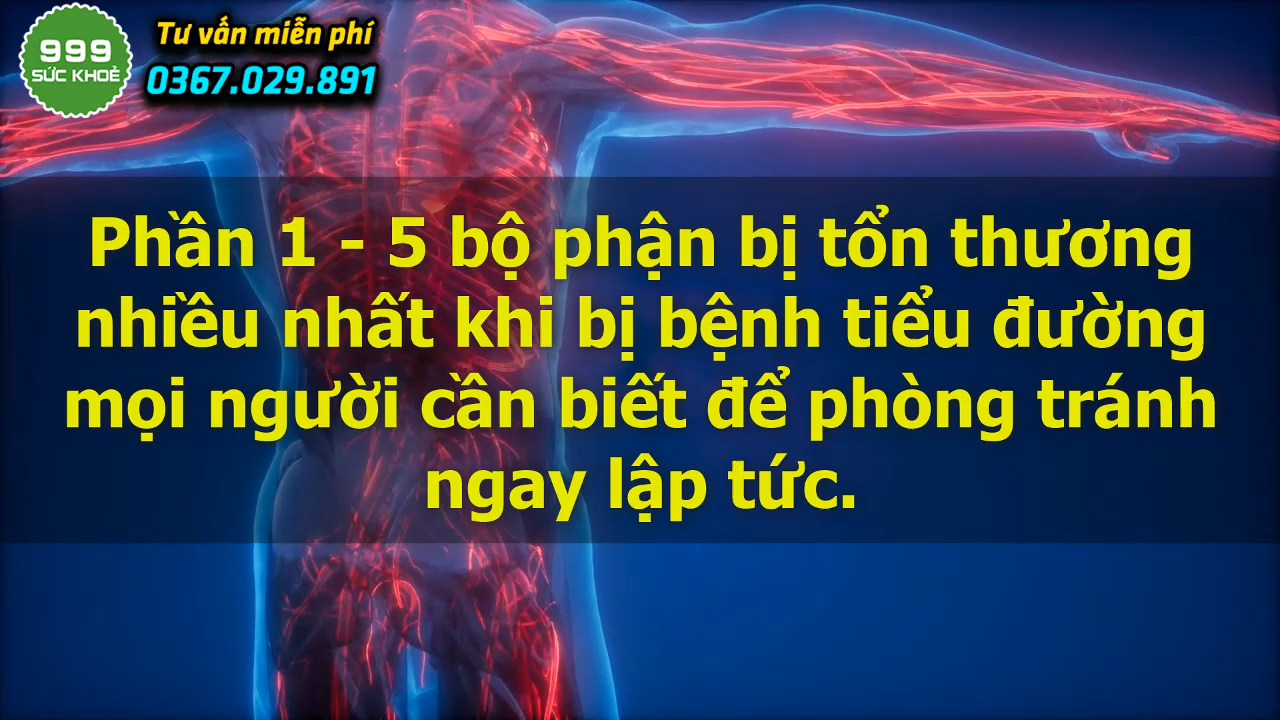 999
SỨC KHOẺ
Tư vấn miễn phí
0367.029.891
Phần 1 - 5 bộ phận bị tổn thương
nhiều nhất khi bị bệnh tiểu đường
mọi người cần biết để phòng tránh
ngay lập tức.